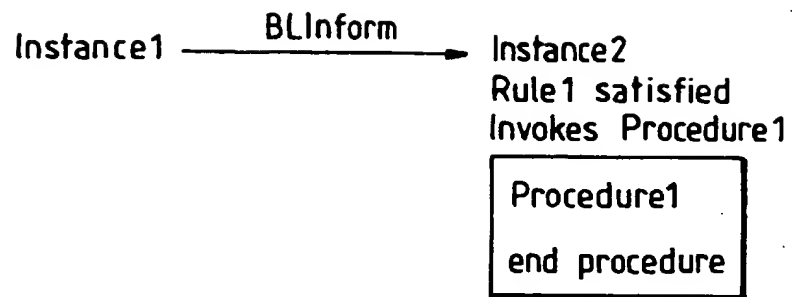 Instance1
BLInform
Instance2
Rule1 satisfied
Invokes Procedure1
Procedure1
end procedure